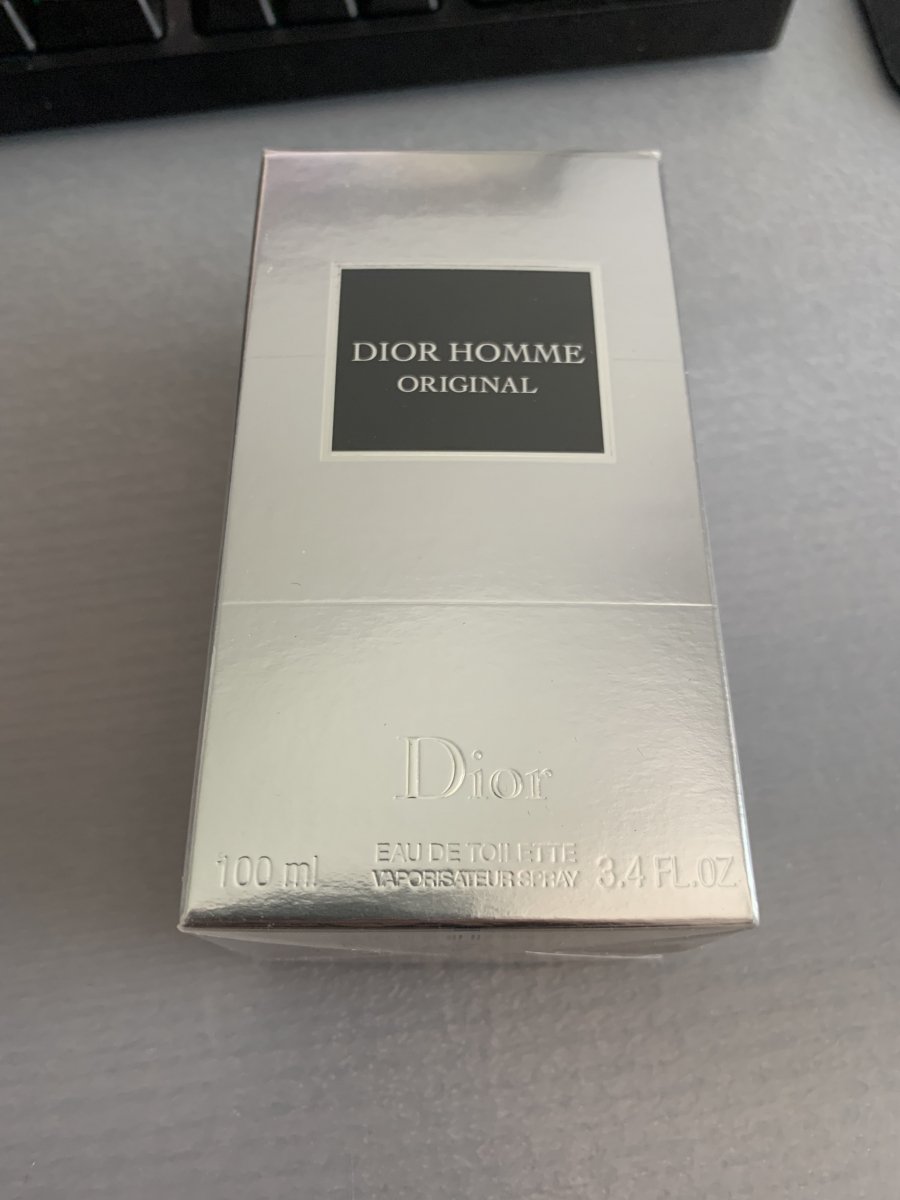 DIOR HOMME
ORIGINAL
Dior
EAU DE TOILETTE
100 ml VAPORISATEUR SPRAY 3.4 FL.OZ